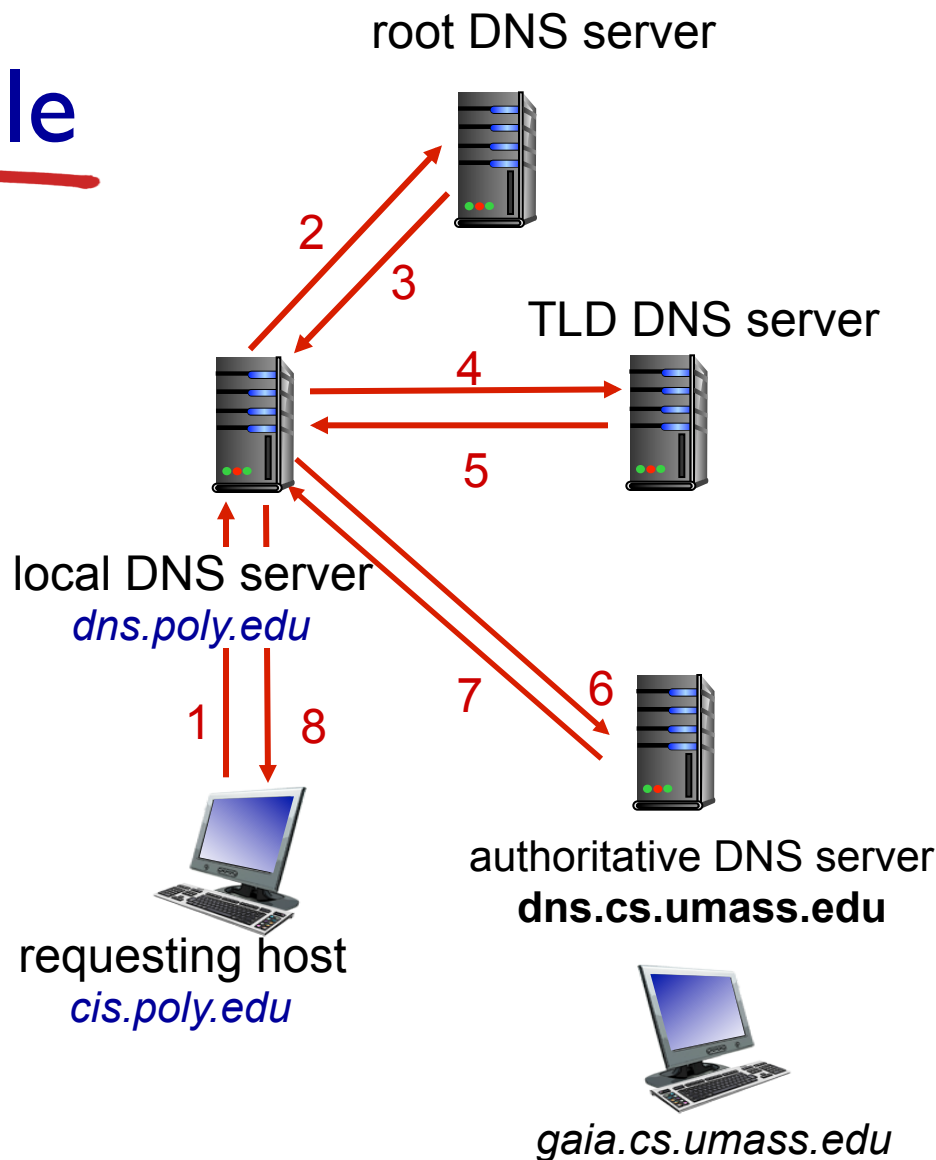 root DNS server
le
2
3
TLD DNS server
4
5
local DNS server
dns.poly.edu
1
8
7
6
requesting host
cis.poly.edu
authoritative DNS server
dns.cs.umass.edu
gaia.cs.umass.edu